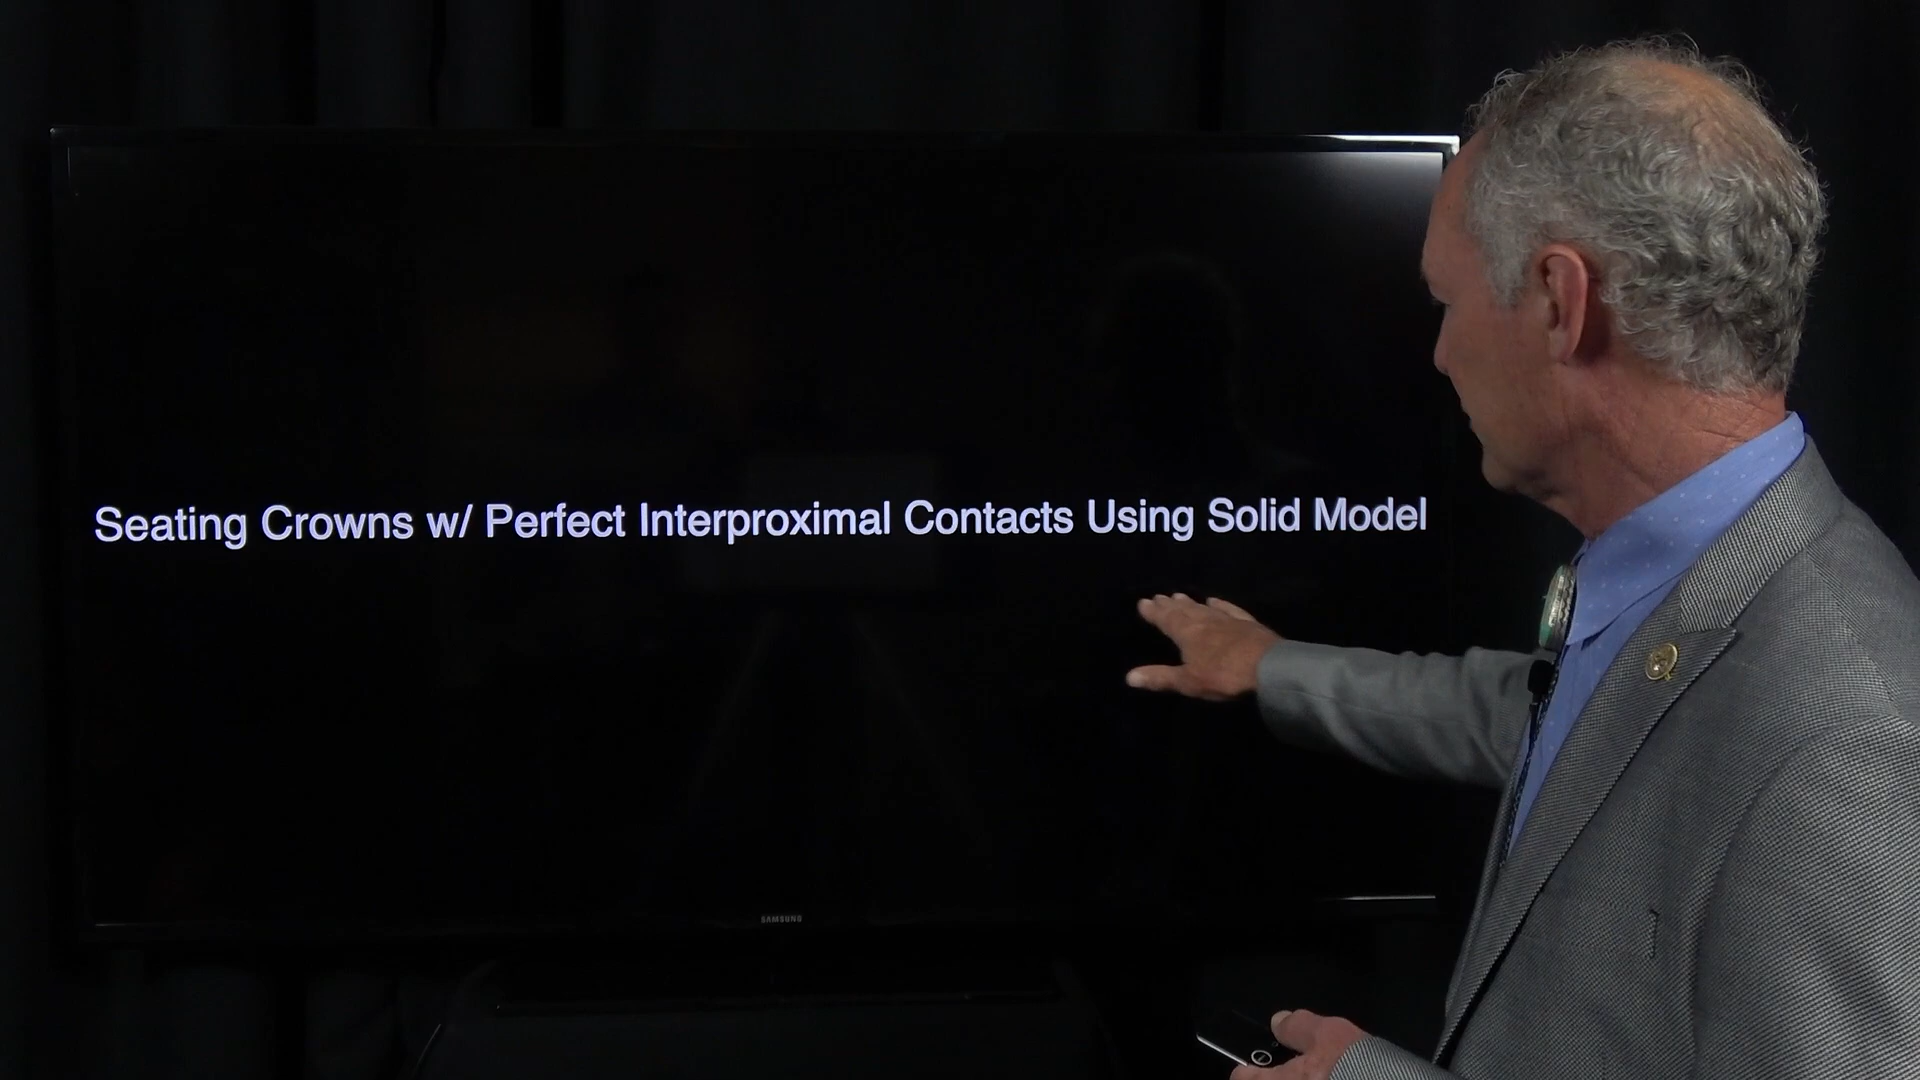 Seating Crowns w/ Perfect Interproximal Contacts Using Solid Model
SAMSUNG